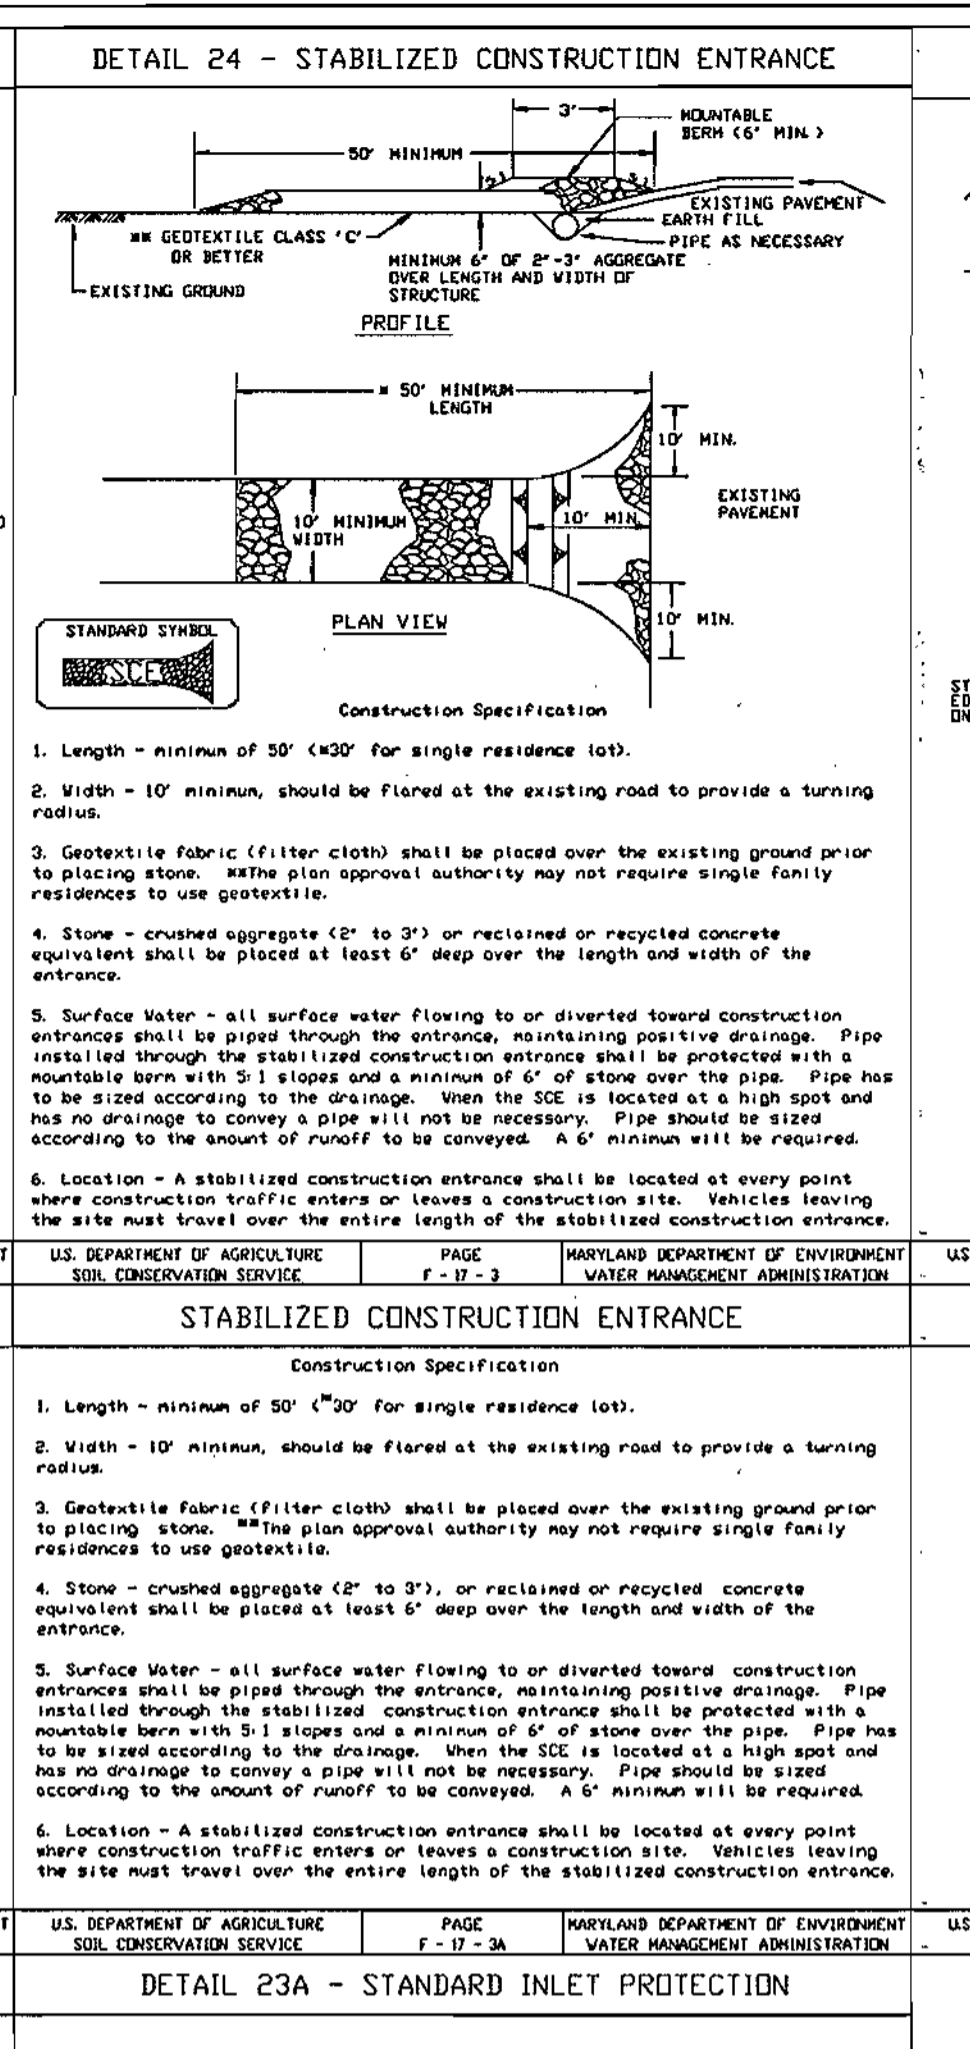 DETAIL 24 - STABILIZED CONSTRUCTION ENTRANCE
3'
MOUNTABLE
BERM (6" MIN.)
50' MINIMUM
EXISTING PAVEMENT
EARTH FILL
PIPE AS NECESSARY
** GEOTEXTILE CLASS 'C'
OR BETTER
MINIMUM 6" OF 2"-3" AGGREGATE
OVER LENGTH AND WIDTH OF
STRUCTURE
EXISTING GROUND
PROFILE
* 50' MINIMUM
LENGTH
10' MIN.
EXISTING
PAVEMENT
10' MINIMUM
WIDTH
10' MIN.
10' MIN.
PLAN VIEW
STANDARD SYMBOL
SCE
Construction Specification
1. Length - minimum of 50' (*30' for single residence lot).
2. Width - 10' minimum, should be flared at the existing road to provide a turning
radius.
3. Geotextile fabric (filter cloth) shall be placed over the existing ground prior
to placing stone. **The plan approval authority may not require single family
residences to use geotextile.
4. Stone - crushed aggregate (2" to 3") or reclaimed or recycled concrete
equivalent shall be placed at least 6" deep over the length and width of the
entrance.
5. Surface Water - all surface water flowing to or diverted toward construction
entrances shall be piped through the entrance, maintaining positive drainage. Pipe
installed through the stabilized construction entrance shall be protected with a
mountable berm with 5:1 slopes and a minimum of 6" of stone over the pipe. Pipe has
to be sized according to the drainage. When the SCE is located at a high spot and
has no drainage to convey a pipe will not be necessary. Pipe should be sized
according to the amount of runoff to be conveyed. A 6" minimum will be required.
6. Location - A stabilized construction entrance shall be located at every point
where construction traffic enters or leaves a construction site. Vehicles leaving
the site must travel over the entire length of the stabilized construction entrance.
U.S. DEPARTMENT OF AGRICULTURE
SOIL CONSERVATION SERVICE
PAGE
F - 17 - 3
MARYLAND DEPARTMENT OF ENVIRONMENT
WATER MANAGEMENT ADMINISTRATION
STABILIZED CONSTRUCTION ENTRANCE
Construction Specification
1. Length - minimum of 50' (*30' for single residence lot).
2. Width - 10' minimum, should be flared at the existing road to provide a turning
radius.
3. Geotextile fabric (filter cloth) shall be placed over the existing ground prior
to placing stone. **The plan approval authority may not require single family
residences to use geotextile.
4. Stone - crushed aggregate (2" to 3"), or reclaimed or recycled concrete
equivalent shall be placed at least 6" deep over the length and width of the
entrance.
5. Surface Water - all surface water flowing to or diverted toward construction
entrances shall be piped through the entrance, maintaining positive drainage. Pipe
installed through the stabilized construction entrance shall be protected with a
mountable berm with 5:1 slopes and a minimum of 6" of stone over the pipe. Pipe has
to be sized according to the drainage. When the SCE is located at a high spot and
has no drainage to convey a pipe will not be necessary. Pipe should be sized
according to the amount of runoff to be conveyed. A 6" minimum will be required.
6. Location - A stabilized construction entrance shall be located at every point
where construction traffic enters or leaves a construction site. Vehicles leaving
the site must travel over the entire length of the stabilized construction entrance.
U.S. DEPARTMENT OF AGRICULTURE
SOIL CONSERVATION SERVICE
PAGE
F - 17 - 3A
MARYLAND DEPARTMENT OF ENVIRONMENT
WATER MANAGEMENT ADMINISTRATION
DETAIL 23A - STANDARD INLET PROTECTION